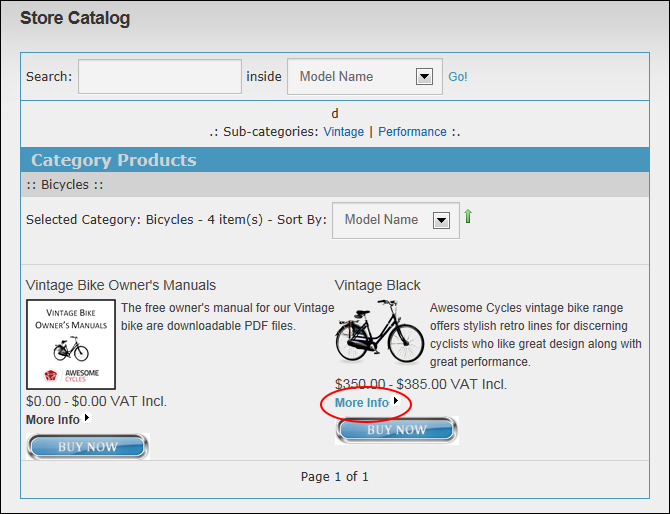 Store Catalog
Search: inside Model Name Go!
d
.: Sub-categories: Vintage | Performance :.
Category Products
:: Bicycles ::
Selected Category: Bicycles - 4 item(s) - Sort By: Model Name
Vintage Bike Owner's Manuals
VINTAGE BIKE
OWNER'S MANUALS
AWESOME
CYCLES
The free owner's manual for our Vintage
bike are downloadable PDF files.
$0.00 - $0.00 VAT Incl.
More Info
BUY NOW
Vintage Black
Awesome Cycles vintage bike range
offers stylish retro lines for discerning
cyclists who like great design along with
great performance.
$350.00 - $385.00 VAT Incl.
More Info
BUY NOW
Page 1 of 1